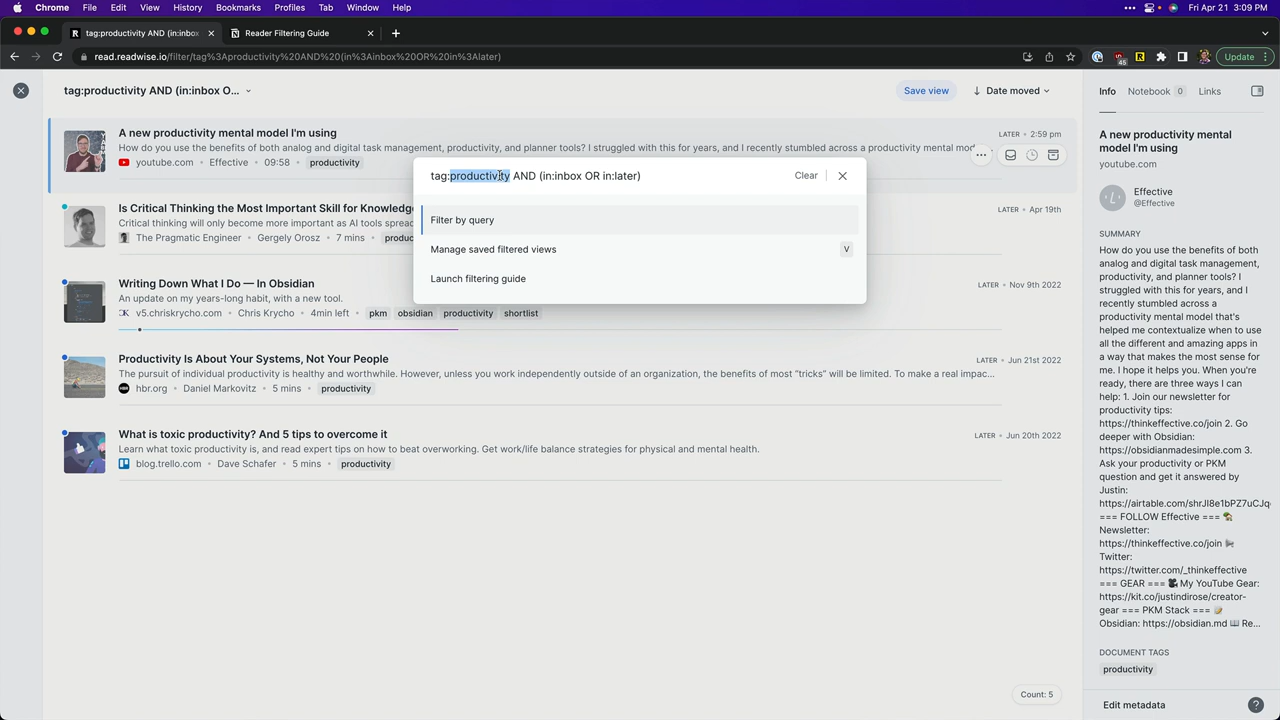 Chrome File Edit View History Bookmarks Profiles Tab Window Help
Fri Apr 21 3:09 PM
tag:productivity AND (in:inbox
Reader Filtering Guide
read.readwise.io/filter/tag%3Aproductivity%20AND%20(in%3Ainbox%20OR%20in%3Alater)
45
Update
tag:productivity AND (in:inbox O...
Save view
Date moved
A new productivity mental model I'm using
How do you use the benefits of both analog and digital task management, productivity, and planner tools? I struggled with this for years, and I recently stumbled across a productivity mental mod
youtube.com • Effective • 09:58 • productivity
LATER • 2:59 pm
tag:productivity AND (in:inbox OR in:later)
Clear
Filter by query
Manage saved filtered views
V
Launch filtering guide
Is Critical Thinking the Most Important Skill for Knowledg
Critical thinking will only become more important as AI tools spread
The Pragmatic Engineer • Gergely Orosz • 7 mins • produc
LATER • Apr 19th
Writing Down What I Do — In Obsidian
An update on my years-long habit, with a new tool.
v5.chriskrycho.com • Chris Krycho • 4min left • pkm obsidian productivity shortlist
LATER • Nov 9th 2022
Productivity Is About Your Systems, Not Your People
The pursuit of individual productivity is healthy and worthwhile. However, unless you work independently outside of an organization, the benefits of most “tricks” will be limited. To make a real impac...
hbr.org • Daniel Markovitz • 5 mins • productivity
LATER • Jun 21st 2022
What is toxic productivity? And 5 tips to overcome it
Learn what toxic productivity is, and read expert tips on how to beat overworking. Get work/life balance strategies for physical and mental health.
blog.trello.com • Dave Schafer • 5 mins • productivity
LATER • Jun 20th 2022
Count: 5
Info Notebook 0 Links
A new productivity mental
model I'm using
youtube.com
Effective
@Effective
SUMMARY
How do you use the benefits of both
analog and digital task management,
productivity, and planner tools? I
struggled with this for years, and I
recently stumbled across a
productivity mental model that's
helped me contextualize when to use
all the different and amazing apps in
a way that makes the most sense for
me. I hope it helps you. When you're
ready, there are three ways I can
help: 1. Join our newsletter for
productivity tips:
https://thinkeffective.co/join 2. Go
deeper with Obsidian:
https://obsidianmadesimple.com 3.
Ask your productivity or PKM
question and get it answered by
Justin:
https://airtable.com/shrJI8e1bPZ7uCJq
=== FOLLOW Effective === 🏡
Newsletter:
https://thinkeffective.co/join 🐦
Twitter:
https://twitter.com/_thinkeffective
=== GEAR === 🎥 My YouTube Gear:
https://kit.co/justindirose/creator-
gear === PKM Stack === 📝
Obsidian: https://obsidian.md 📖 Re...
DOCUMENT TAGS
productivity
Edit metadata
?